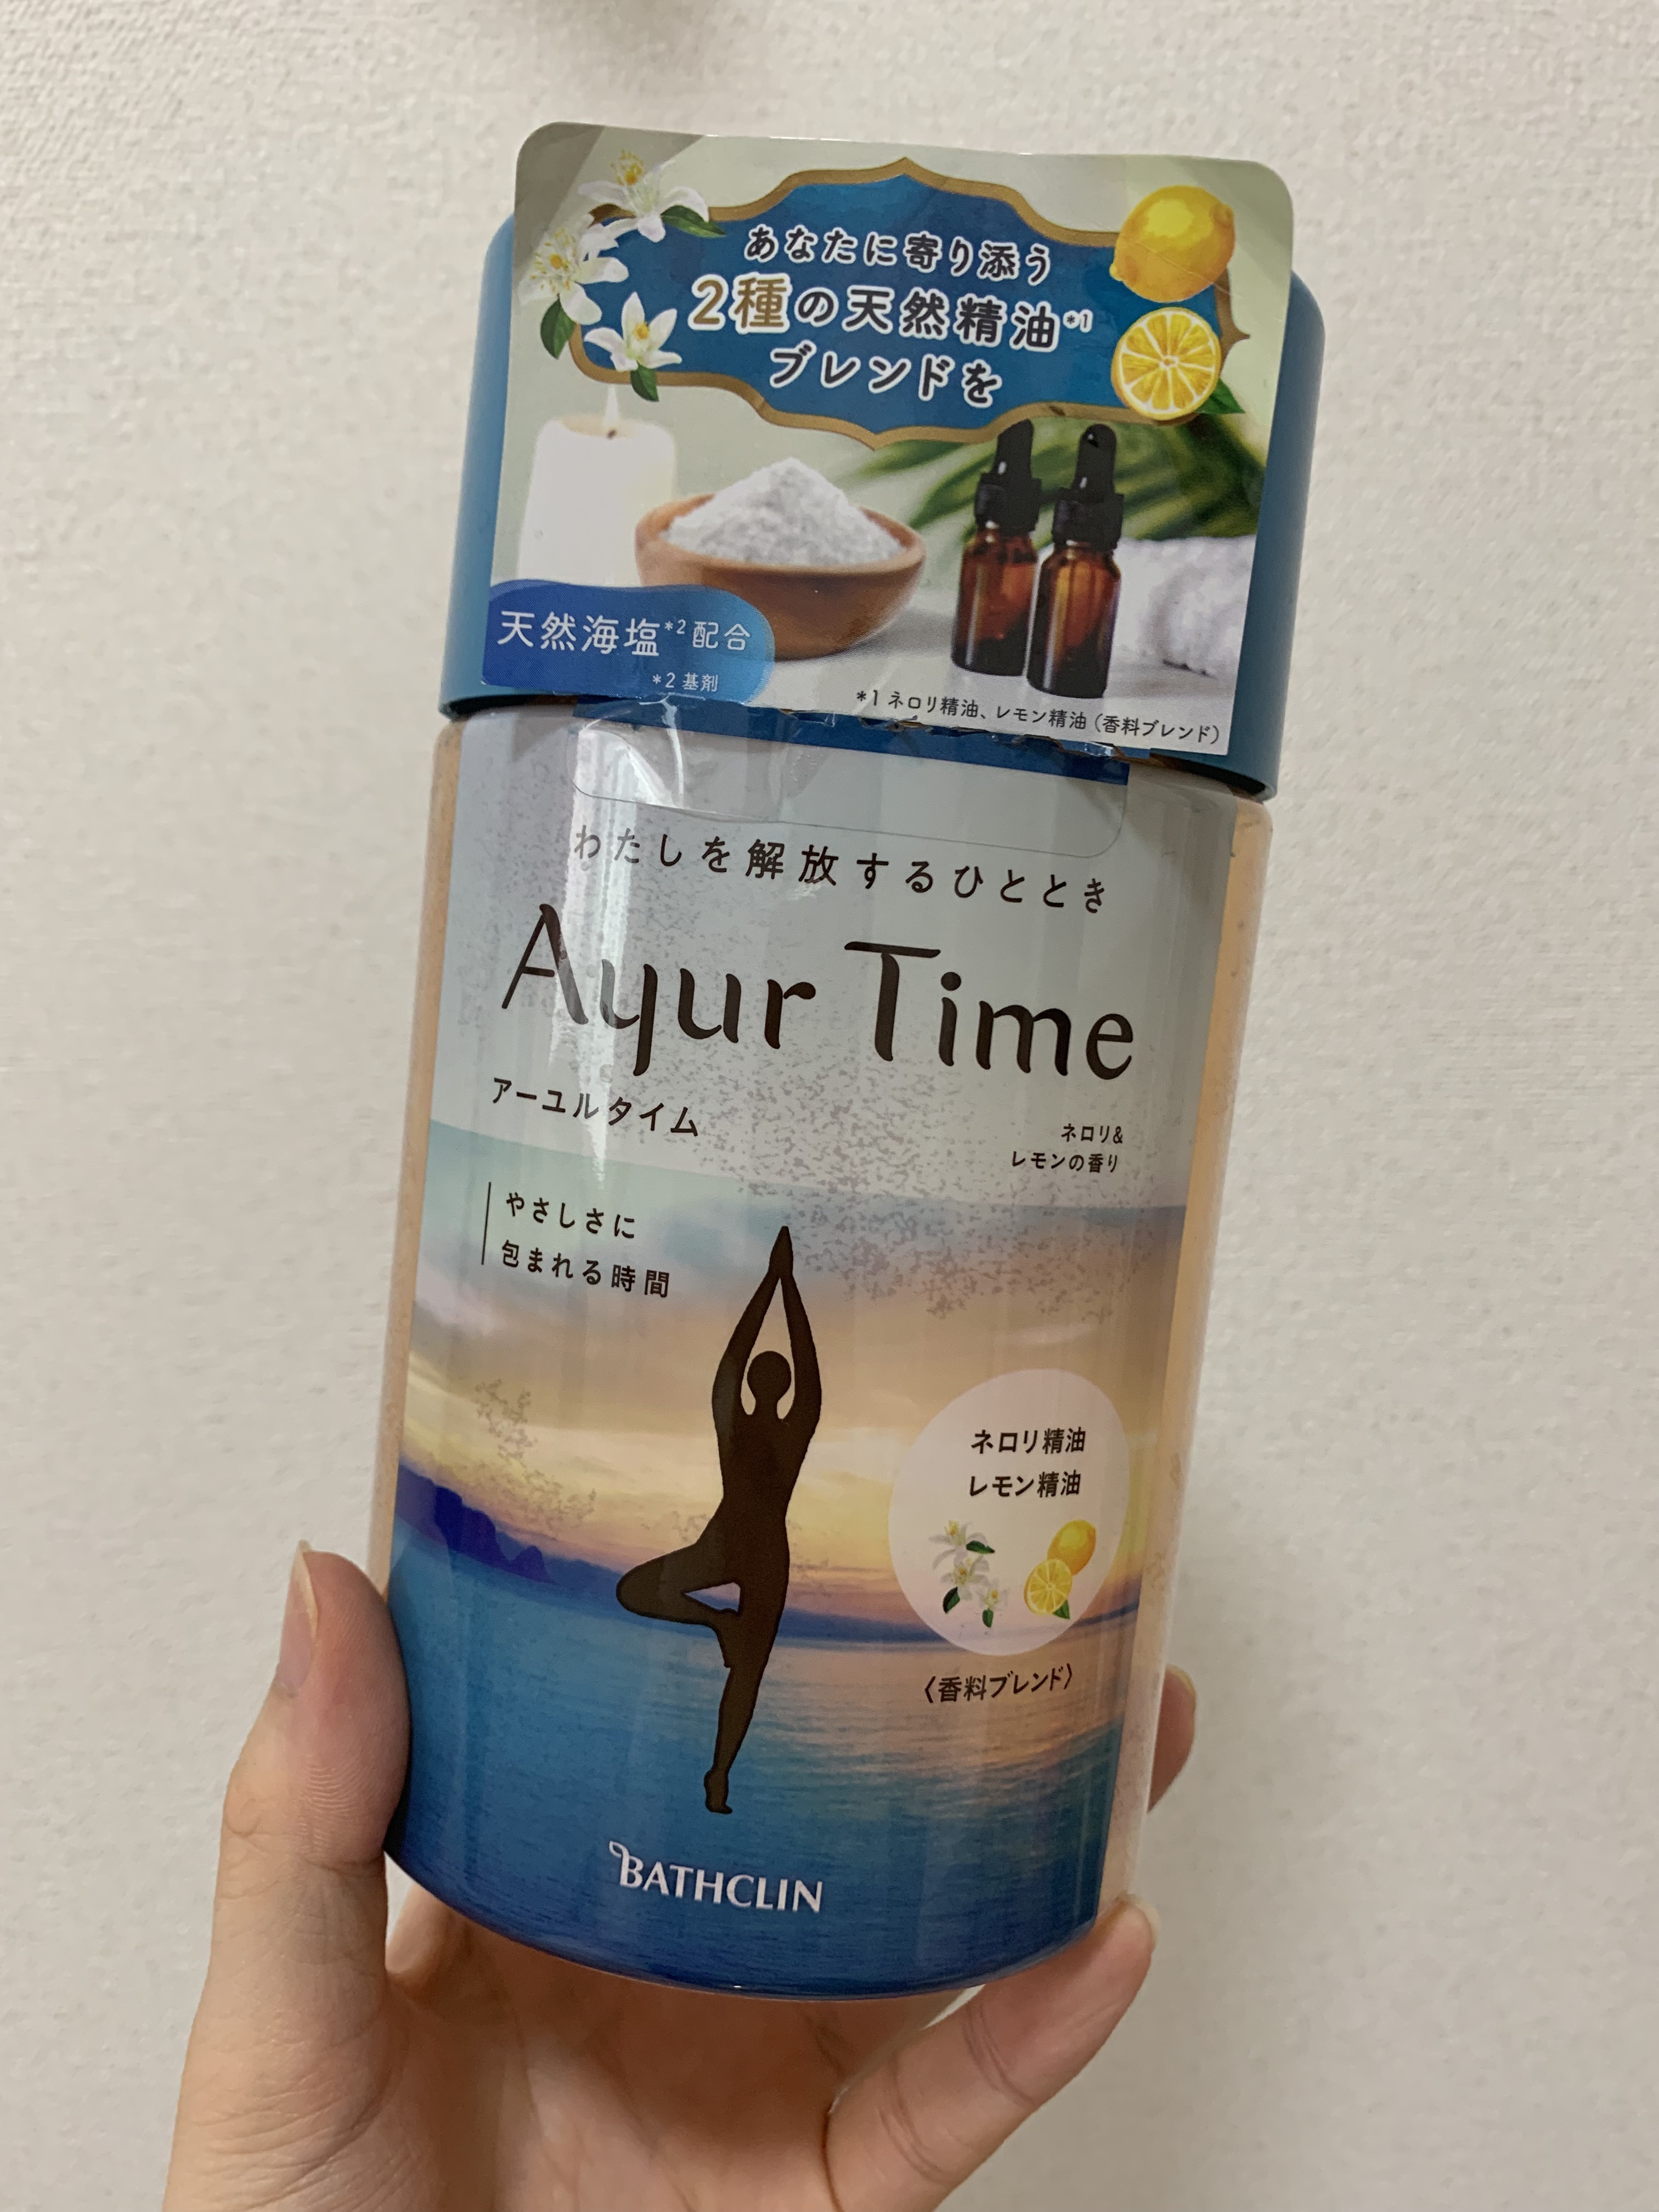 あなたに寄り添う
2種の天然精油*1
ブレンドを
天然海塩*2配合
*2 基剤
*1 ネロリ精油、レモン精油（香料ブレンド）
わたしを解放するひととき
Ayur Time
アーユルタイム
ネロリ&
レモンの香り
やさしさに
包まれる時間
ネロリ精油
レモン精油
〈香料ブレンド〉
BATHCLIN